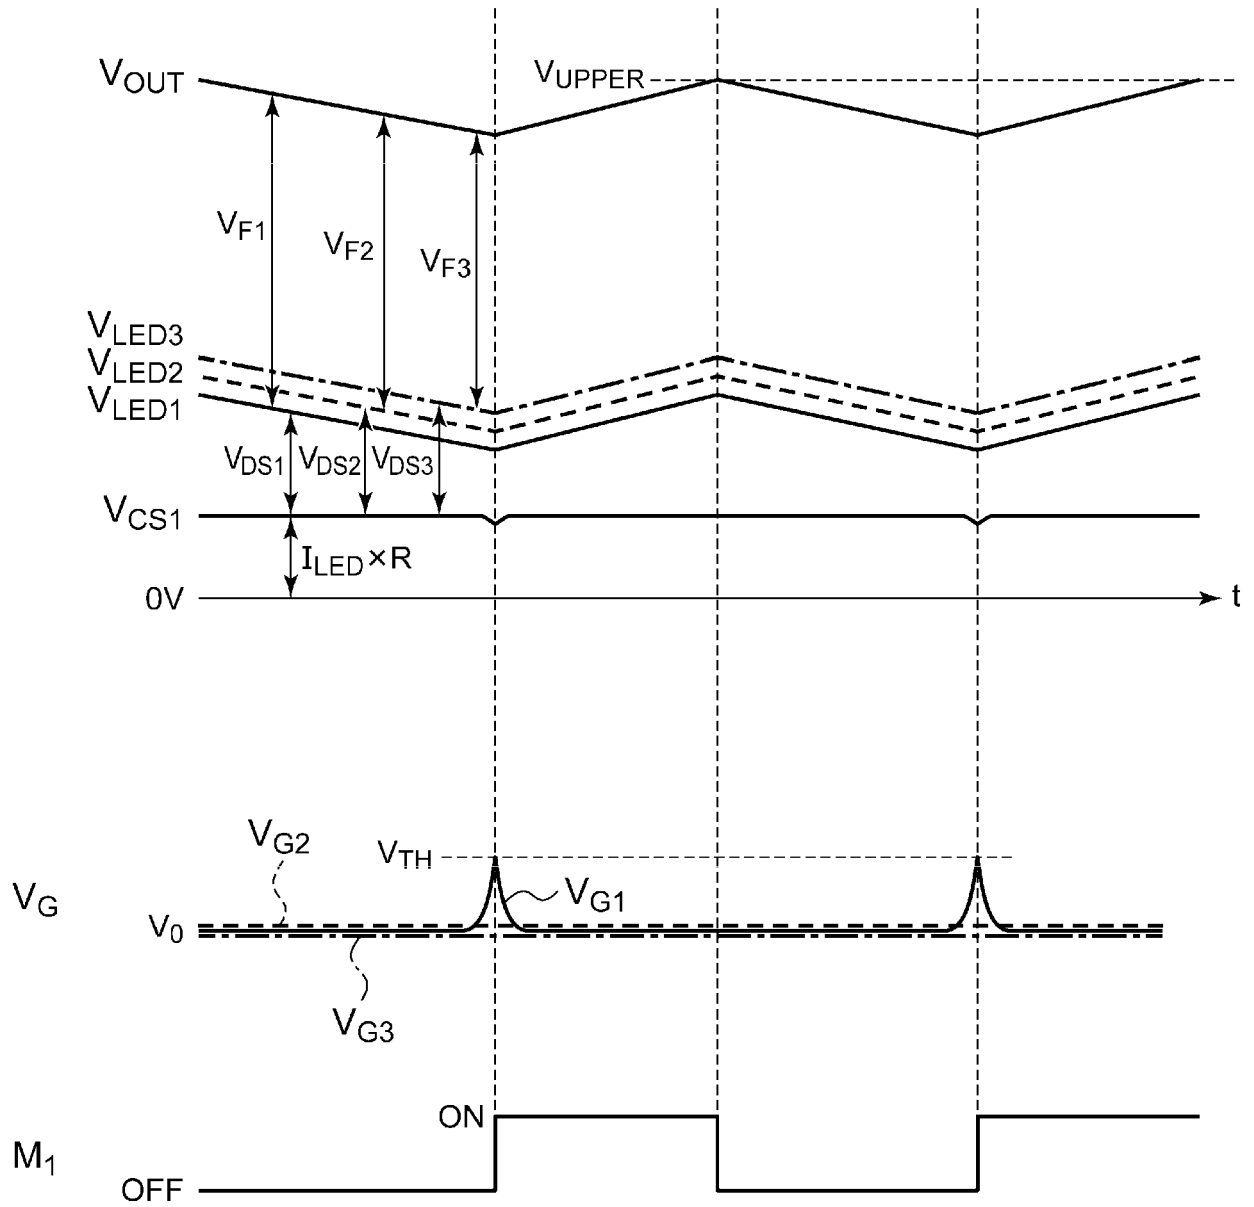 VOUT
VUPPER
VF1
VF2
VF3
VLED3
VLED2
VLED1
VDS1
VDS2
VDS3
VCS1
ILED×R
0V
t
VG2
VTH
VG
VG1
V0
VG3
ON
M1
OFF